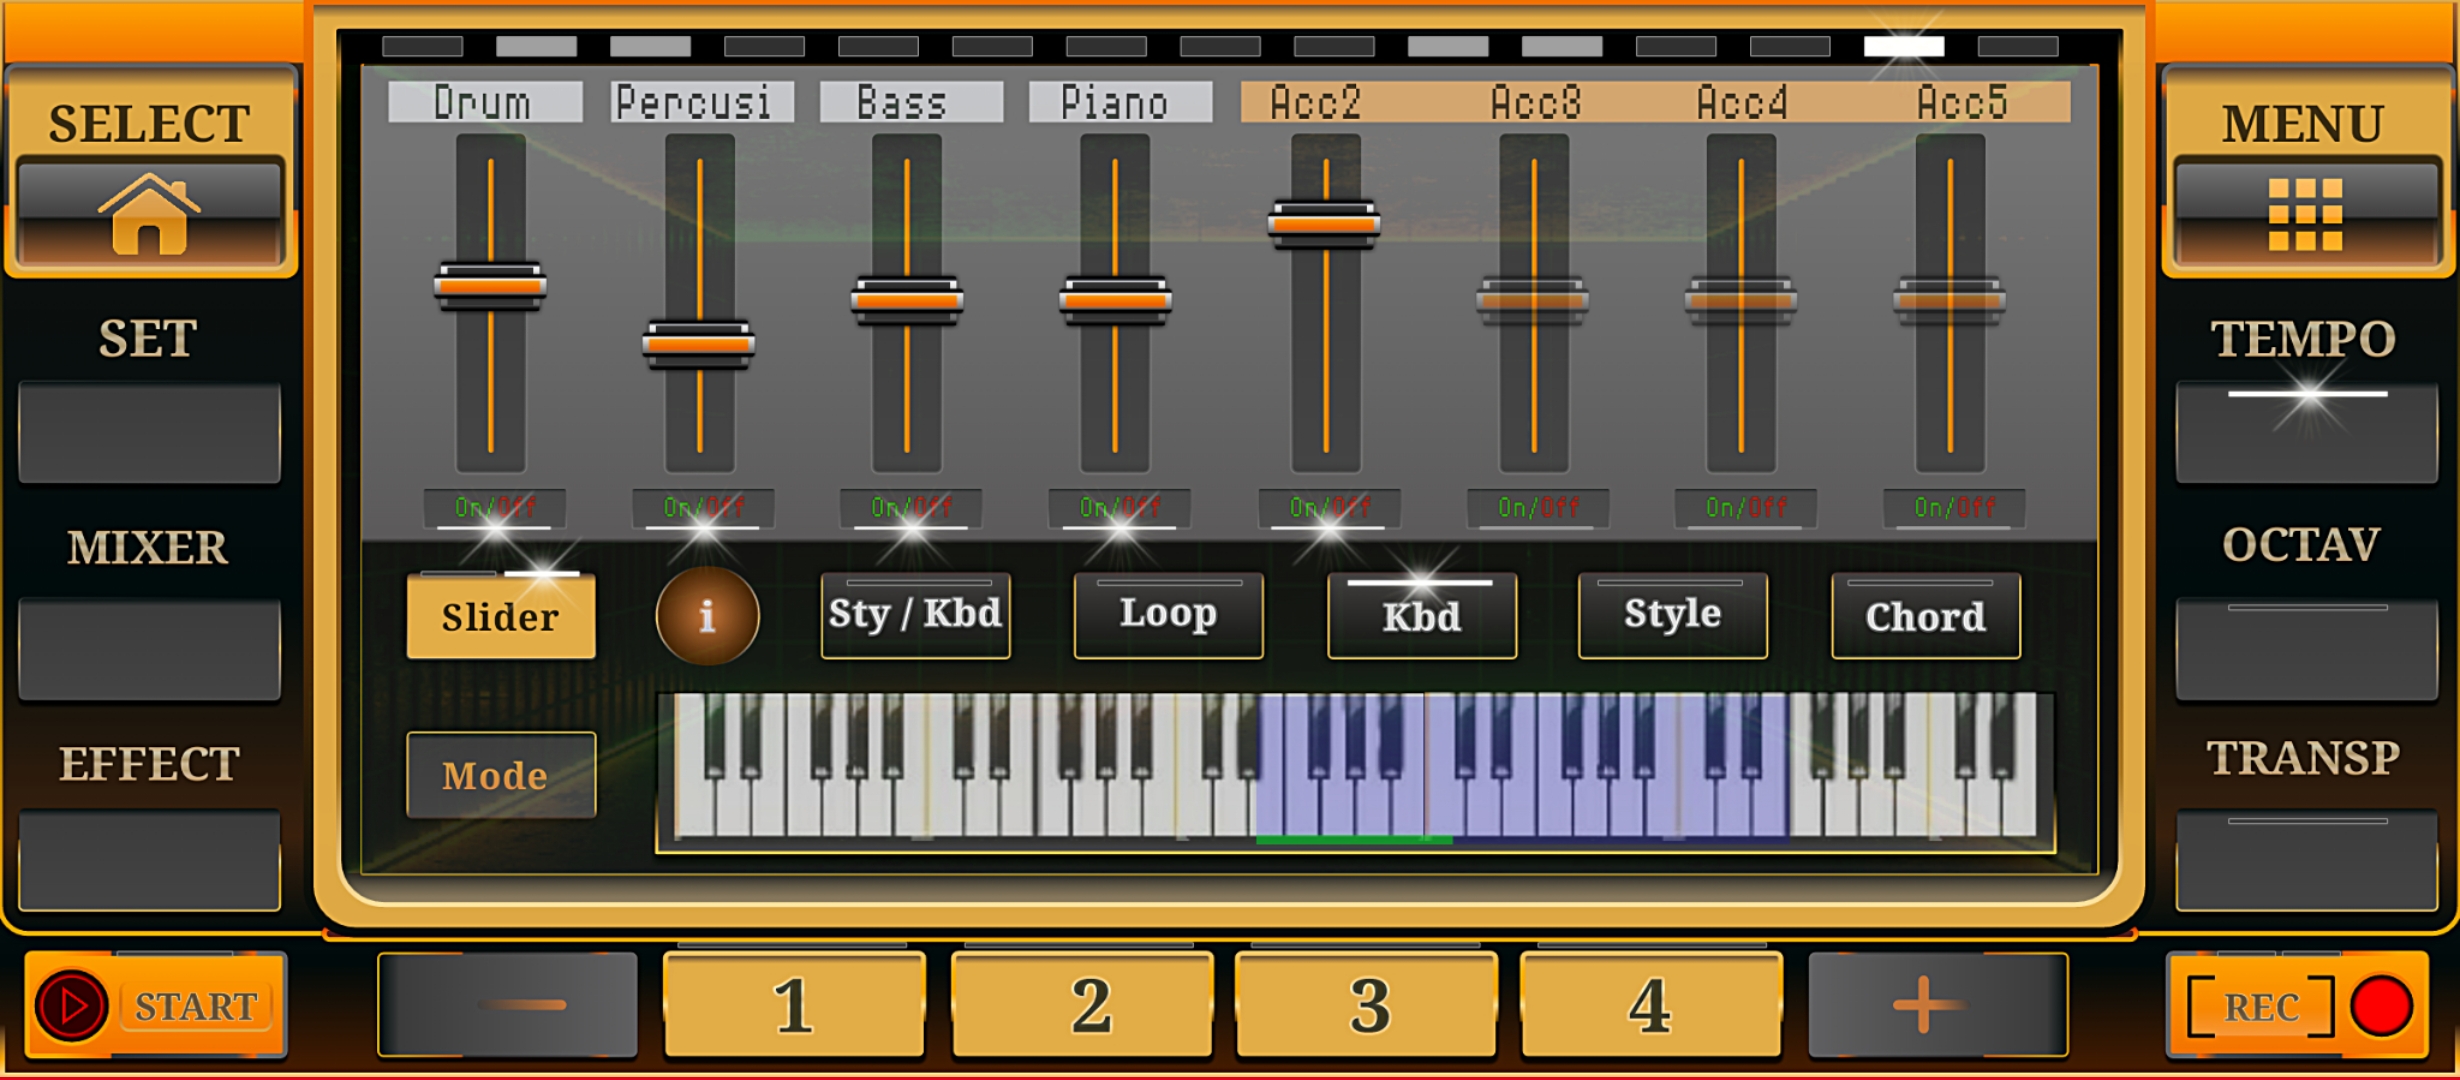 SELECT
SET
MIXER
EFFECT
Drum Percusi Bass Piano Acc2 Acc3 Acc4 Acc5
On/Off On/Off On/Off On/Off On/Off On/Off On/Off On/Off
Slider i Sty / Kbd Loop Kbd Style Chord
Mode
MENU
TEMPO
OCTAV
TRANSP
START — 1 2 3 4 + [REC]